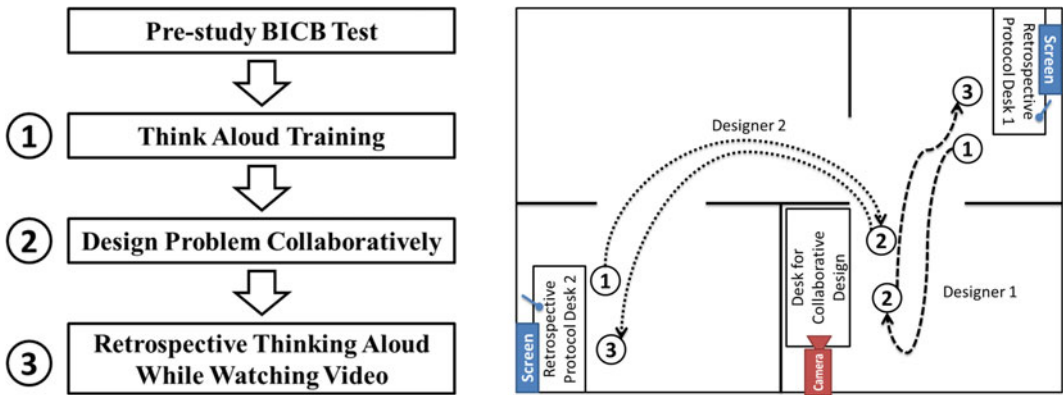 Pre-study BICB Test
1
Think Aloud Training
2
Design Problem Collaboratively
3
Retrospective Thinking Aloud
While Watching Video
Designer 2
Screen
Retrospective
Protocol Desk 1
3
1
2
Desk for
Collaborative
Design
2
Designer 1
1
3
Screen
Retrospective
Protocol Desk 2
Camera